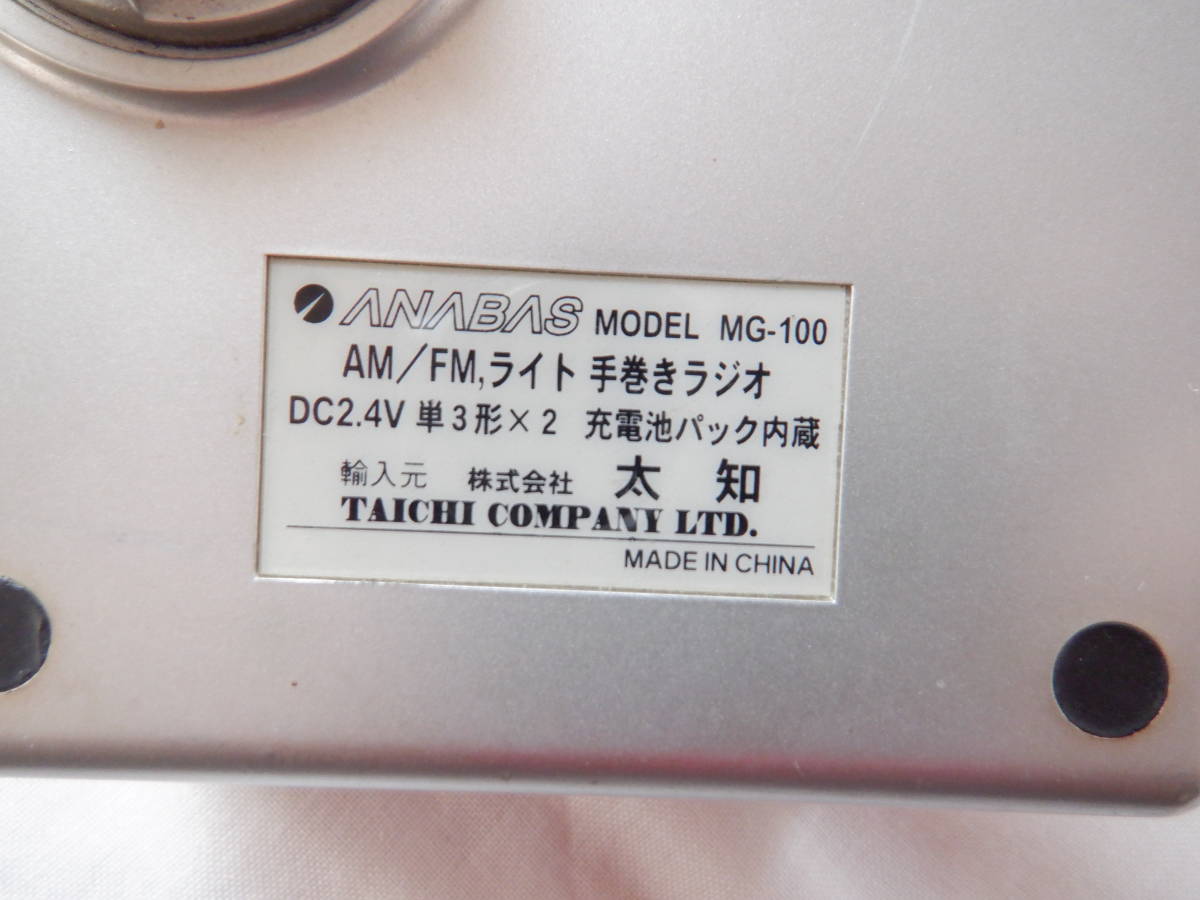 ANABAS MODEL MG-100
AM／FM,ライト 手巻きラジオ
DC2.4V 単3形×2 充電池パック内蔵
輸入元 株式会社 太知
TAICHI COMPANY LTD.
MADE IN CHINA